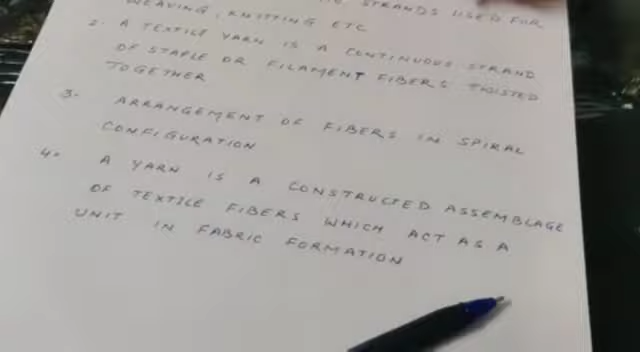 STRANDS USED FOR
WEAVING, KNITTING ETC
2. A TEXTILE YARN IS A CONTINUOUS STRAND
OF STAPLE OR FILAMENT FIBERS TWISTED
TOGETHER
3. ARRANGEMENT OF FIBERS IN SPIRAL
CONFIGURATION
4. A YARN IS A CONSTRUCTED ASSEMBLAGE
OF TEXTILE FIBERS WHICH ACT AS A
UNIT IN FABRIC FORMATION